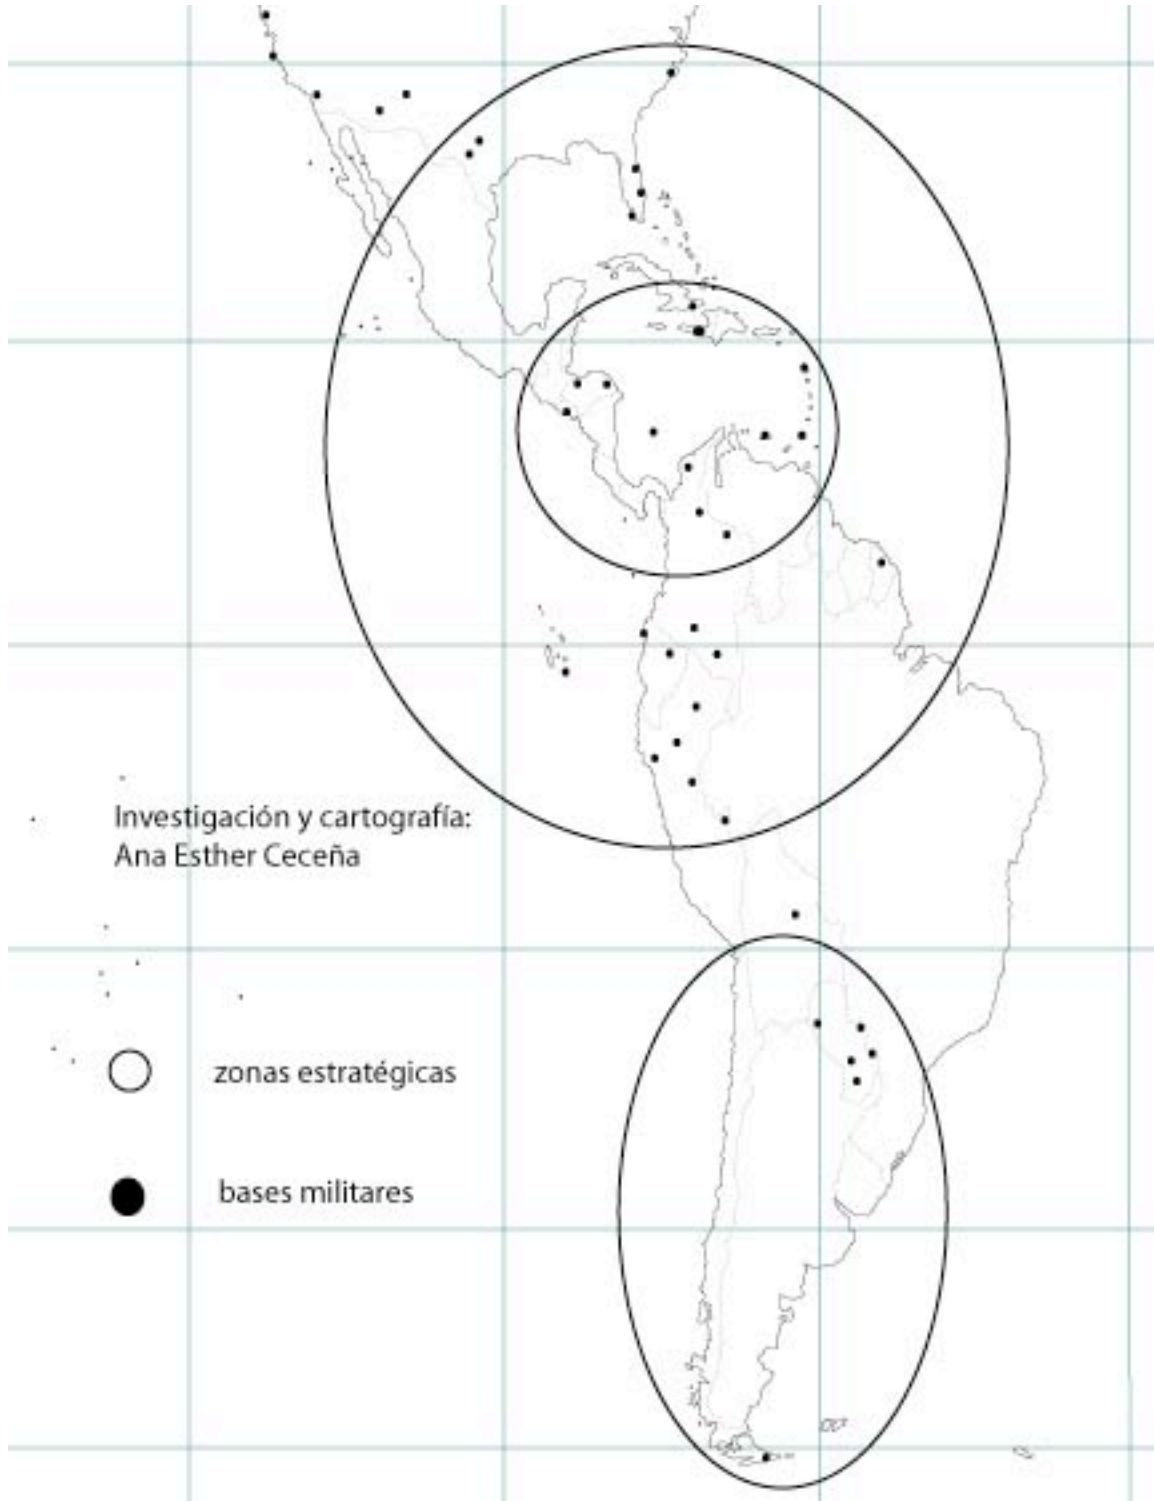 Investigación y cartografía:
Ana Esther Ceceña
zonas estratégicas
bases militares